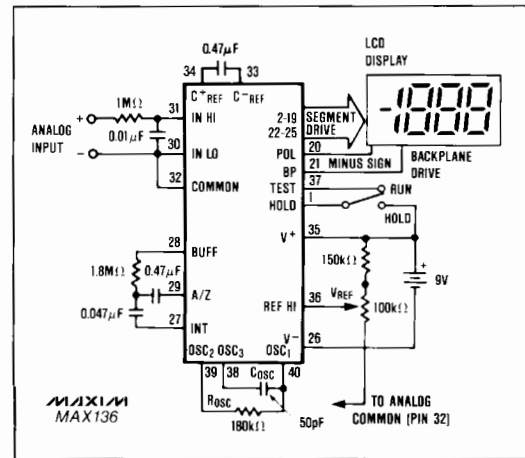 LCD
DISPLAY
-1888
0.47µF
34 33
C+REF C-REF
1MΩ
31
IN HI
+
ANALOG
INPUT
-
0.01µF
30
IN LO
32
COMMON
2-19
22-25
SEGMENT
DRIVE
POL
20
MINUS SIGN
BP
21
BACKPLANE
DRIVE
TEST
37
RUN
HOLD
1
HOLD
V+
35
28
BUFF
1.8MΩ
0.47µF
29
A/Z
0.047µF
27
INT
150kΩ
+
9V
REF HI
36
VREF
100kΩ
V-
26
OSC2 OSC3 OSC1
39 38 40
COSC
ROSC
180kΩ
50pF
TO ANALOG
COMMON (PIN 32)
MAXIM
MAX136